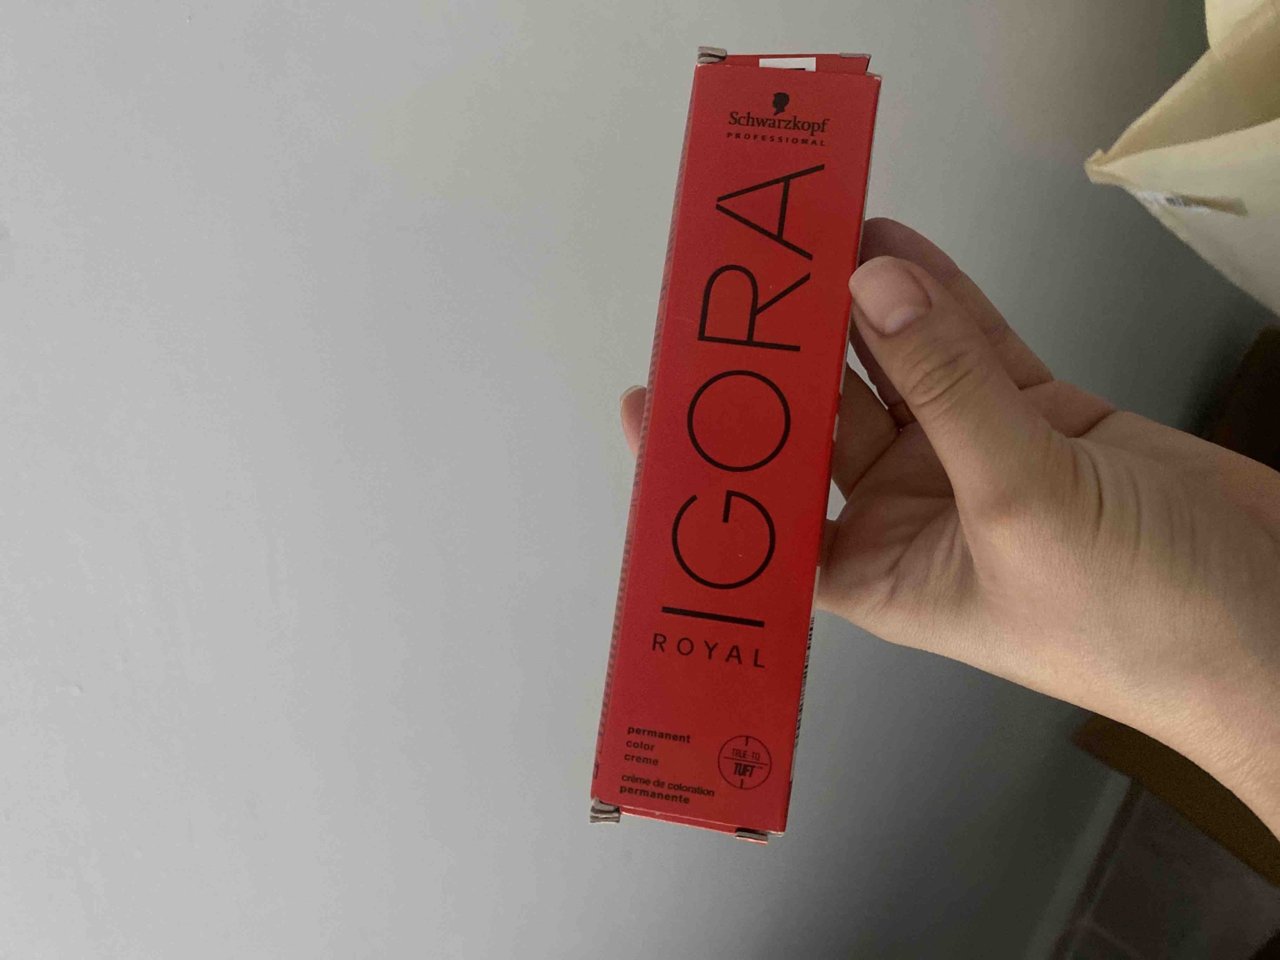 Schwarzkopf
PROFESSIONAL
IGORA
ROYAL
permanent
color
creme
crème de coloration
permanente
TRUE-TO
TUFT